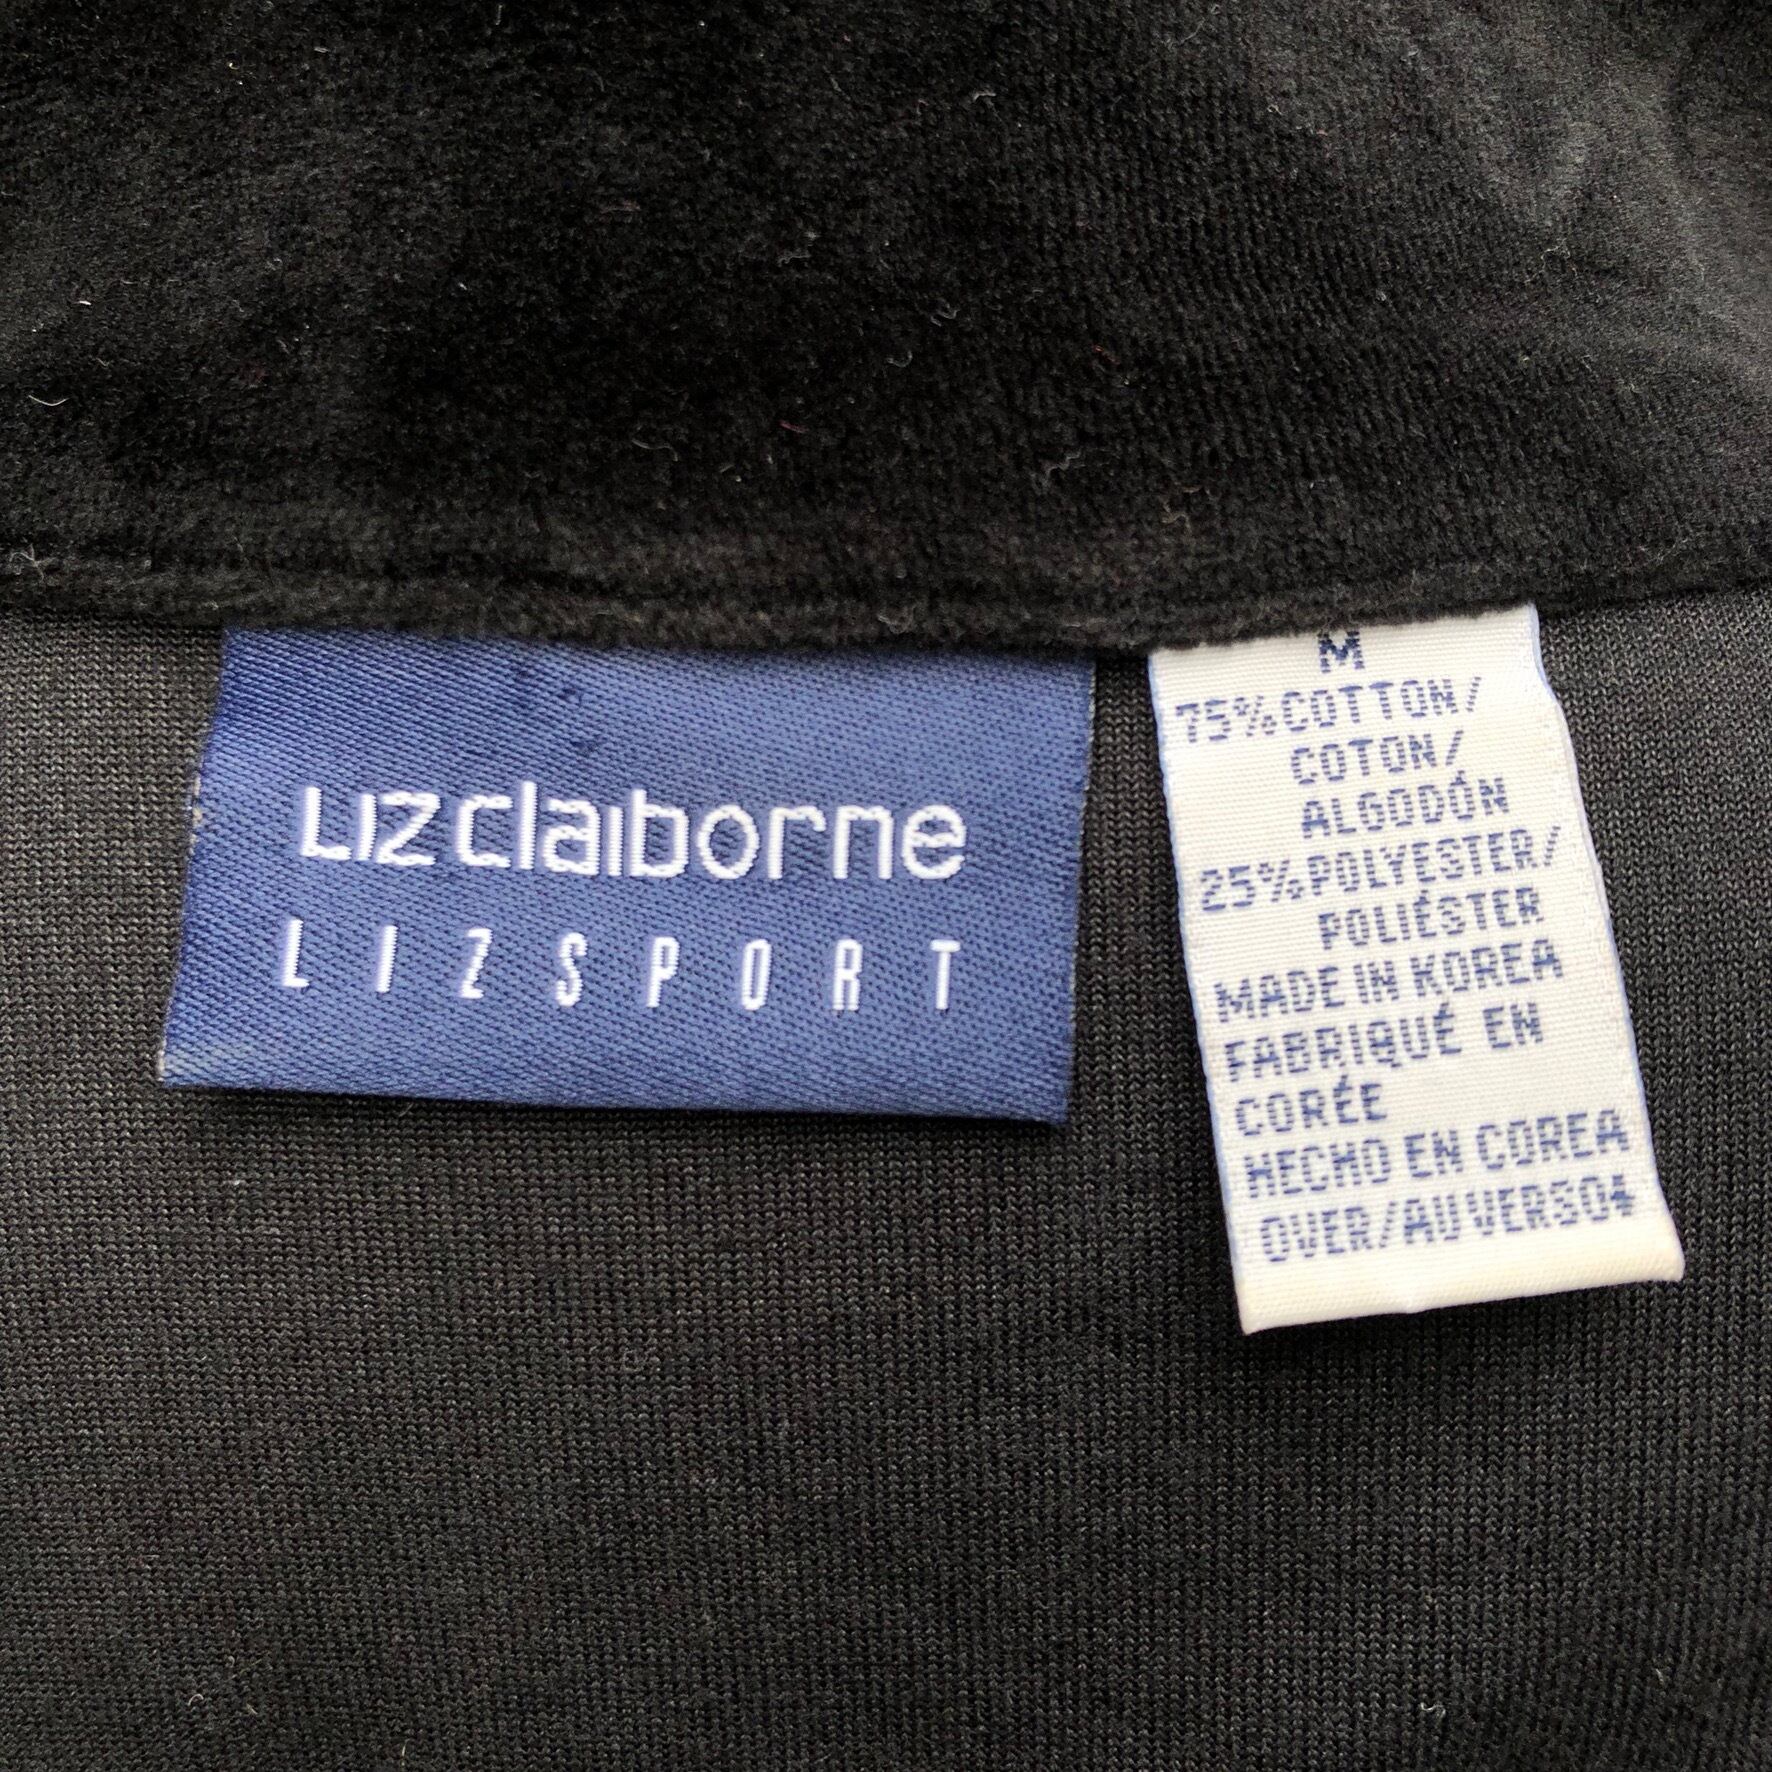 Liz claiborne
LIZSPORT
M
75% COTTON/
COTON/
ALGODÓN
25% POLYESTER/
POLIÉSTER
MADE IN KOREA
FABRIQUÉ EN
CORÉE
HECHO EN COREA
OVER/AU VERSO